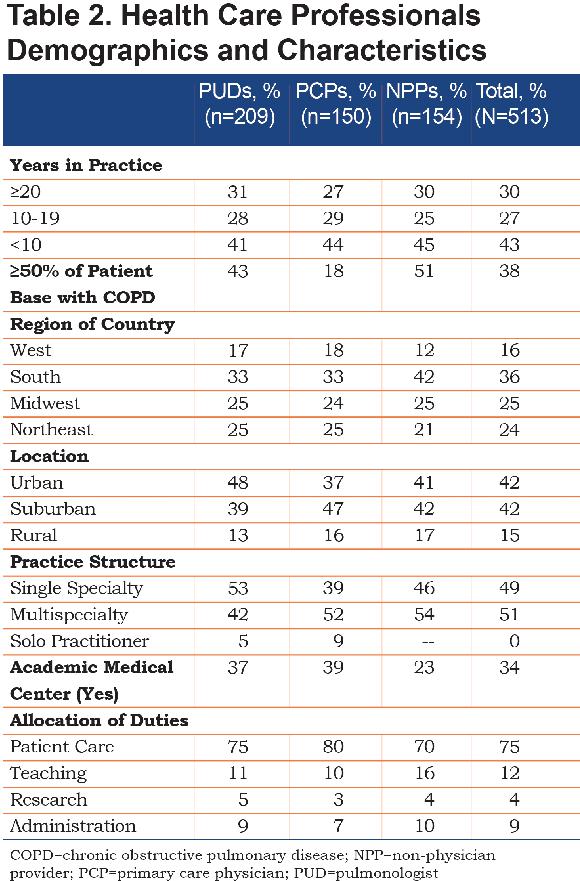 Table 2. Health Care Professionals
Demographics and Characteristics
PUDs, % PCPs, % NPPs, % Total, %
(n=209) (n=150) (n=154) (N=513)
Years in Practice
≥20 31 27 30 30
10-19 28 29 25 27
<10 41 44 45 43
≥50% of Patient 43 18 51 38
Base with COPD
Region of Country
West 17 18 12 16
South 33 33 42 36
Midwest 25 24 25 25
Northeast 25 25 21 24
Location
Urban 48 37 41 42
Suburban 39 47 42 42
Rural 13 16 17 15
Practice Structure
Single Specialty 53 39 46 49
Multispecialty 42 52 54 51
Solo Practitioner 5 9 -- 0
Academic Medical 37 39 23 34
Center (Yes)
Allocation of Duties
Patient Care 75 80 70 75
Teaching 11 10 16 12
Research 5 3 4 4
Administration 9 7 10 9
COPD=chronic obstructive pulmonary disease; NPP=non-physician
provider; PCP=primary care physician; PUD=pulmonologist